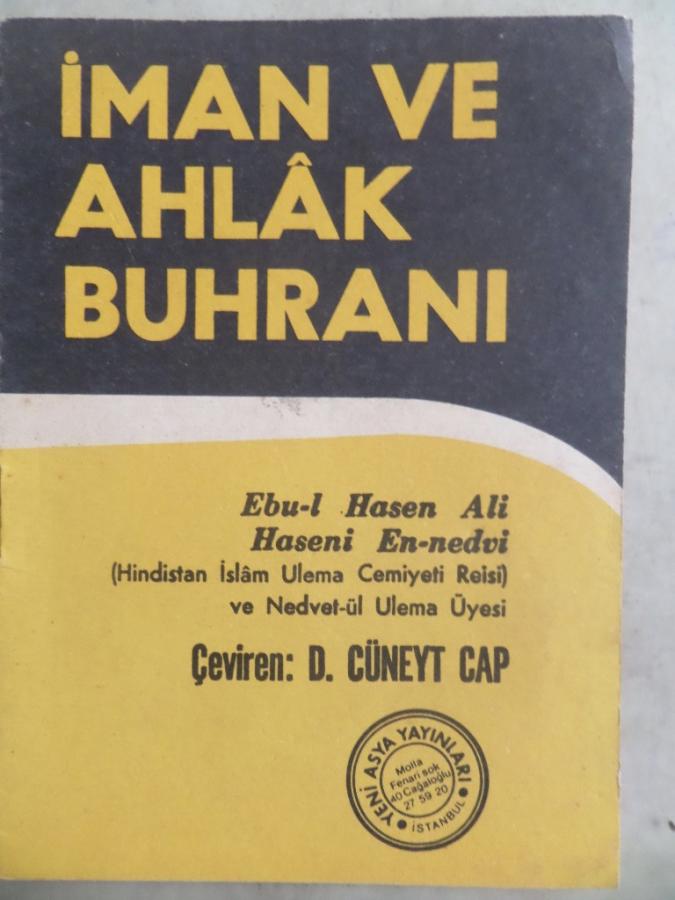 İMAN VE
AHLÂK
BUHRANI
Ebu-l Hasen Ali
Haseni En-nedvi
(Hindistan İslâm Ulema Cemiyeti Reisi)
ve Nedvet-ül Ulema Üyesi
Çeviren: D. CÜNEYT CAP
YENİ ASYA YAYINLARI
Molla
Fenari sok
40 Cağaloğlu
27 59 20
• İSTANBUL •